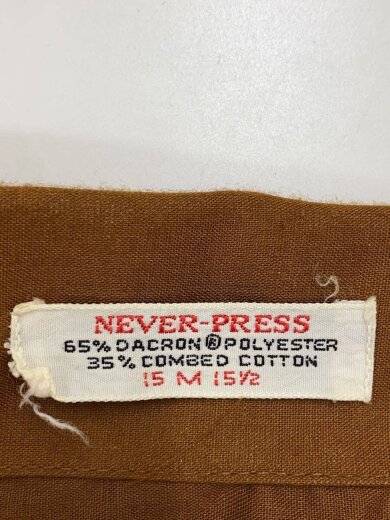 NEVER-PRESS
65% DACRON® POLYESTER
35% COMBED COTTON
15 M 15½